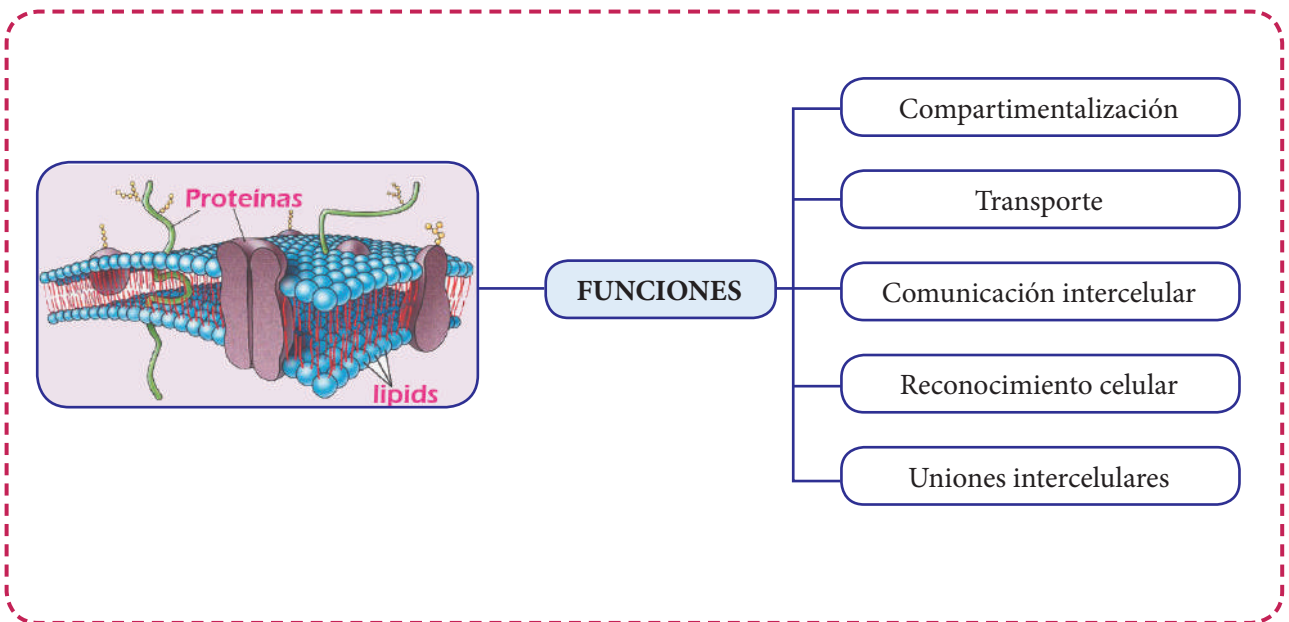 Proteínas
lipids
FUNCIONES
Compartimentalización
Transporte
Comunicación intercelular
Reconocimiento celular
Uniones intercelulares